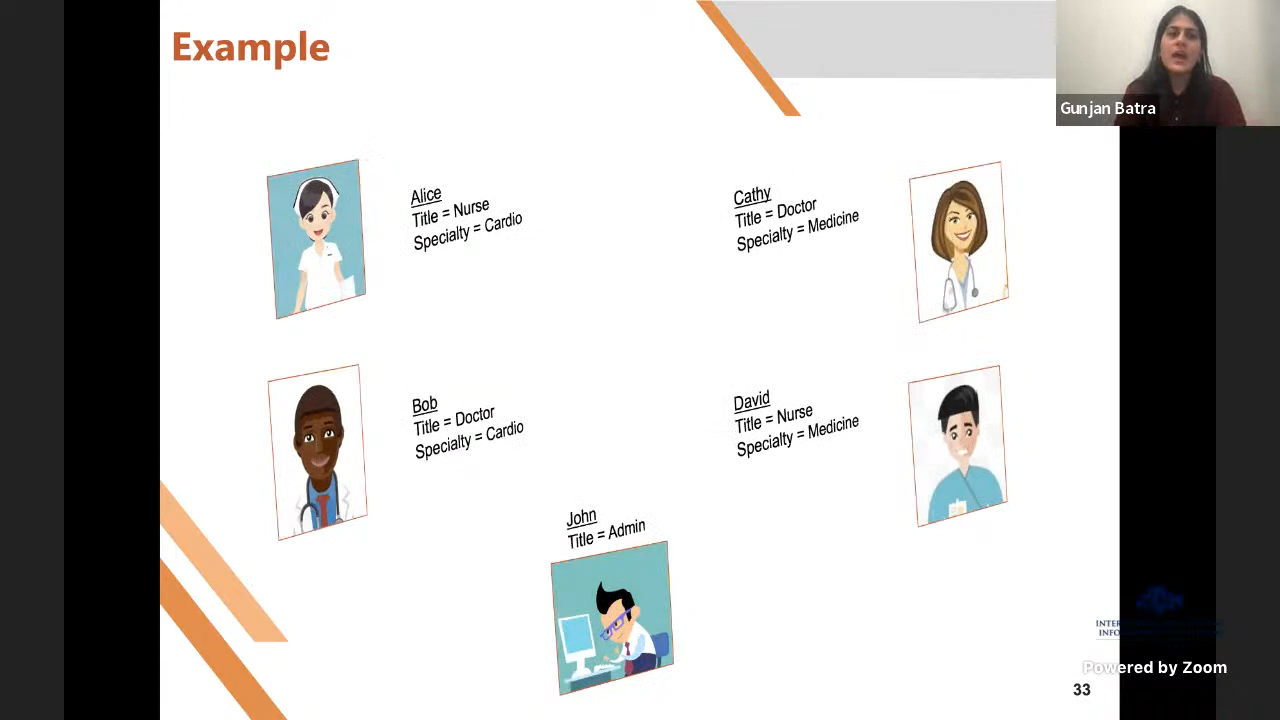 Example
Gunjan Batra
Alice
Title = Nurse
Specialty = Cardio
Cathy
Title = Doctor
Specialty = Medicine
Bob
Title = Doctor
Specialty = Cardio
David
Title = Nurse
Specialty = Medicine
John
Title = Admin
Powered by Zoom
33